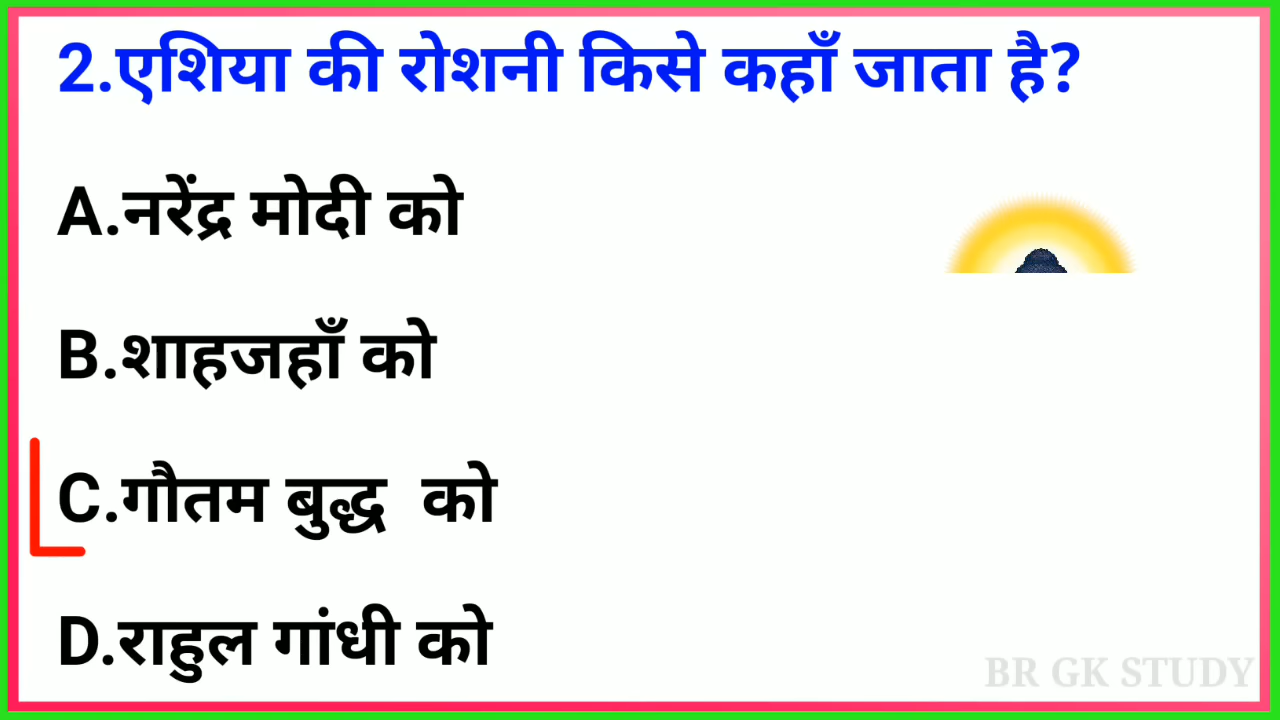 2.एशिया की रोशनी किसे कहाँ जाता है?
A.नरेंद्र मोदी को
B.शाहजहाँ को
C.गौतम बुद्ध को
D.राहुल गांधी को
BR GK STUDY